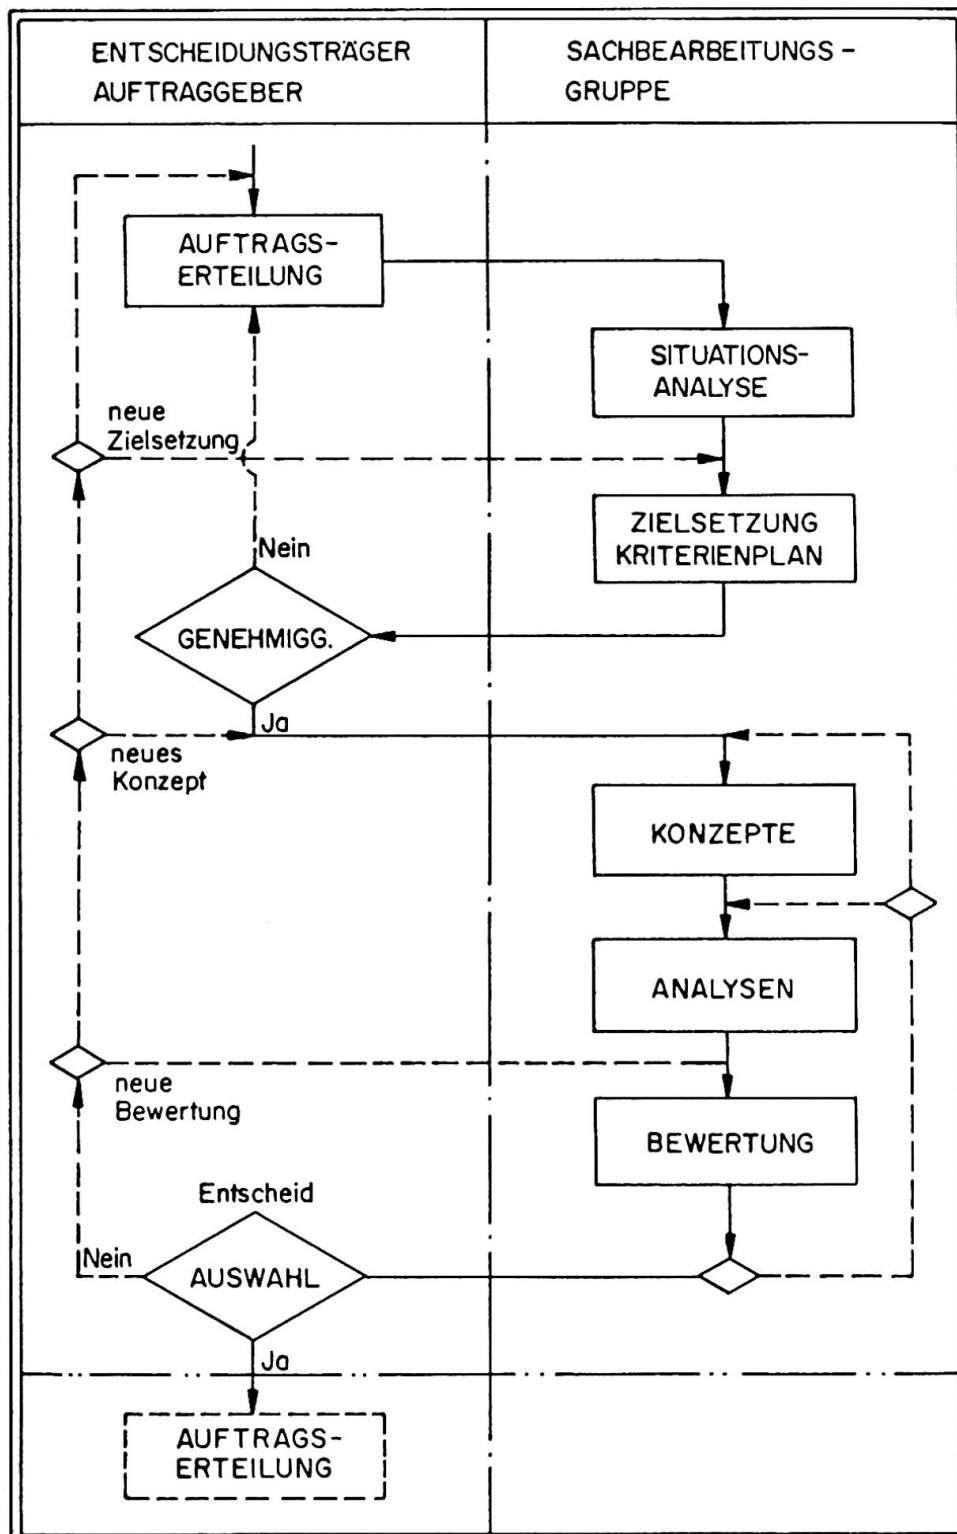 ENTSCHEIDUNGSTRÄGER
AUFTRAGGEBER
SACHBEARBEITUNGS-
GRUPPE
AUFTRAGS-
ERTEILUNG
SITUATIONS-
ANALYSE
neue
Zielsetzung
ZIELSETZUNG
KRITERIENPLAN
Nein
GENEHMIGG.
Ja
neues
Konzept
KONZEPTE
ANALYSEN
neue
Bewertung
BEWERTUNG
Entscheid
Nein
AUSWAHL
Ja
AUFTRAGS-
ERTEILUNG